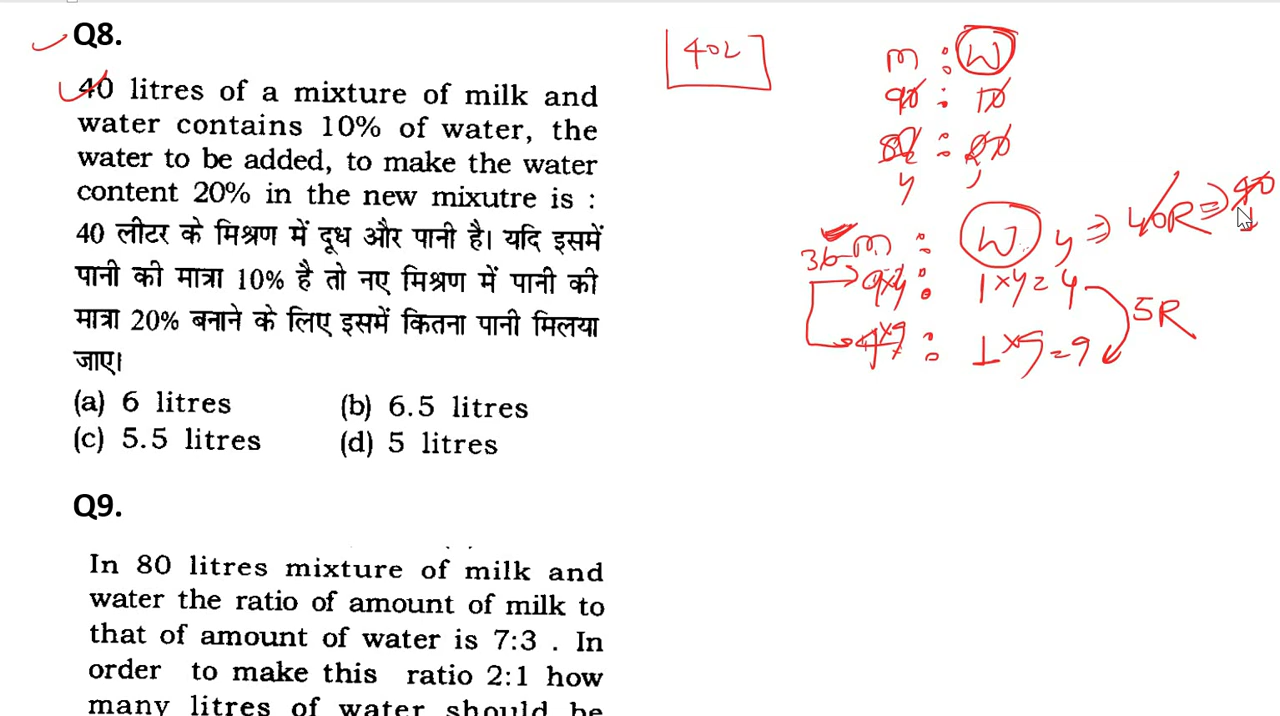 Q8.
40 litres of a mixture of milk and
water contains 10% of water, the
water to be added, to make the water
content 20% in the new mixutre is :
40 लीटर के मिश्रण में दूध और पानी है। यदि इसमें
पानी की मात्रा 10% है तो नए मिश्रण में पानी की
मात्रा 20% बनाने के लिए इसमें कितना पानी मिलया
जाए।
(a) 6 litres (b) 6.5 litres
(c) 5.5 litres (d) 5 litres
Q9.
In 80 litres mixture of milk and
water the ratio of amount of milk to
that of amount of water is 7:3 . In
order to make this ratio 2:1 how
many litres of water should be
40L
m : W
90 : 10
80 : 20
4 1
36 m : W 4 ⇒ 40R ⇒ 40
9×4 : 1×4=4
5R
4×9 : 1×9=9